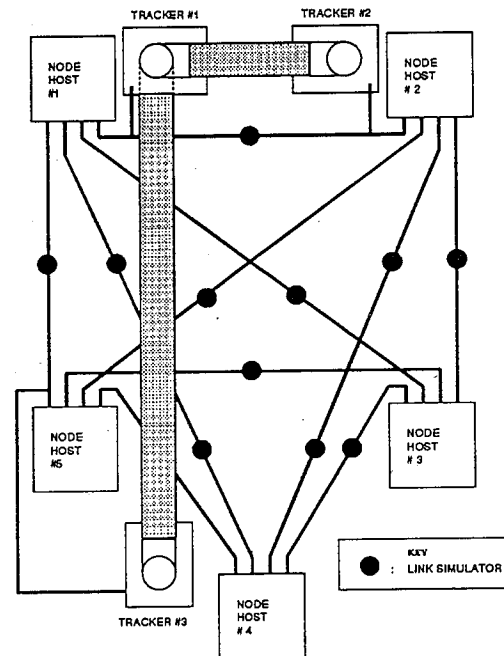 TRACKER #1
TRACKER #2
NODE
HOST
#1
NODE
HOST
# 2
NODE
HOST
#5
NODE
HOST
# 3
TRACKER #3
NODE
HOST
# 4
KEY
: LINK SIMULATOR